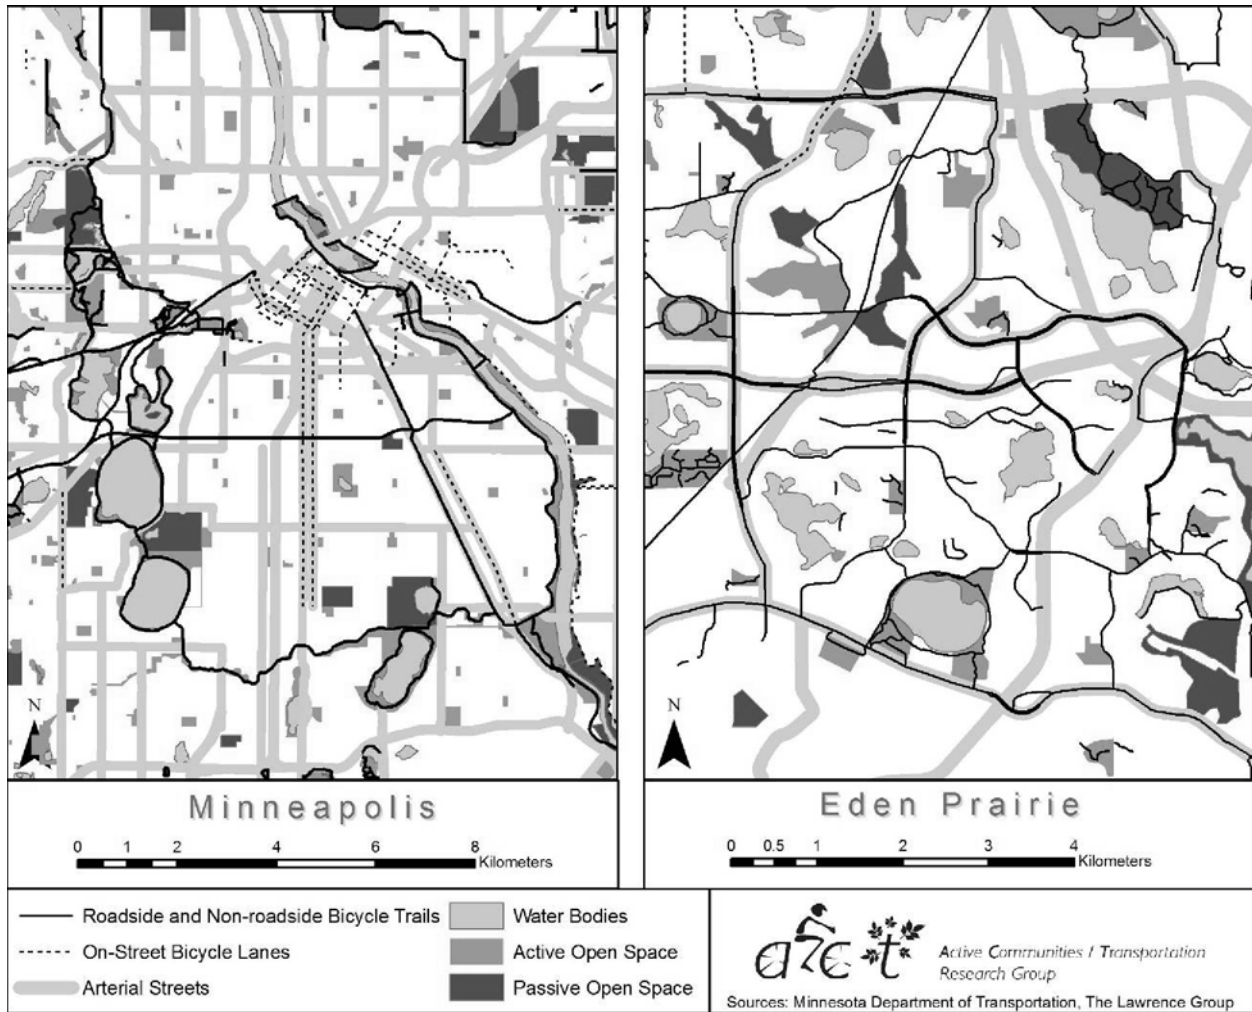 N
N
Minneapolis
0 1 2 4 6 8
Kilometers
Eden Prairie
0 0.5 1 2 3 4
Kilometers
Roadside and Non-roadside Bicycle Trails
On-Street Bicycle Lanes
Arterial Streets
Water Bodies
Active Open Space
Passive Open Space
act
Active Communities / Transportation
Research Group
Sources: Minnesota Department of Transportation, The Lawrence Group